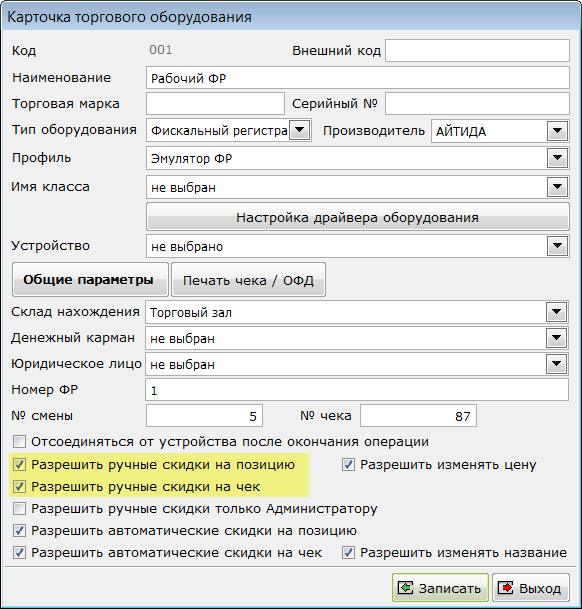 Карточка торгового оборудования
Код 001 Внешний код
Наименование Рабочий ФР
Торговая марка Серийный №
Тип оборудования Фискальный регистра Производитель АЙТИДА
Профиль Эмулятор ФР
Имя класса не выбран
Настройка драйвера оборудования
Устройство не выбрано
Общие параметры Печать чека / ОФД
Склад нахождения Торговый зал
Денежный карман не выбран
Юридическое лицо не выбран
Номер ФР 1
№ смены 5 № чека 87
Отсоединяться от устройства после окончания операции
Разрешить ручные скидки на позицию Разрешить изменять цену
Разрешить ручные скидки на чек
Разрешить ручные скидки только Администратору
Разрешить автоматические скидки на позицию
Разрешить автоматические скидки на чек Разрешить изменять название
Записать Выход